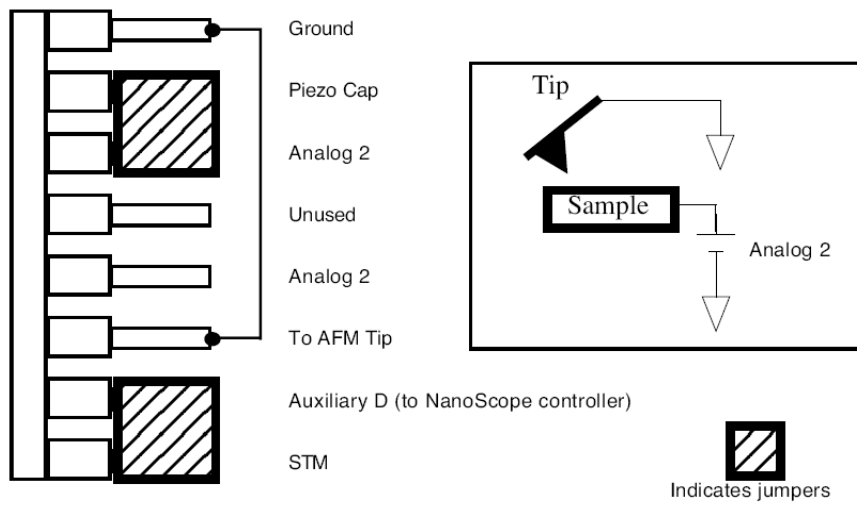 Ground
Piezo Cap
Analog 2
Unused
Analog 2
To AFM Tip
Auxiliary D (to NanoScope controller)
STM
Tip
Sample
Analog 2
Indicates jumpers